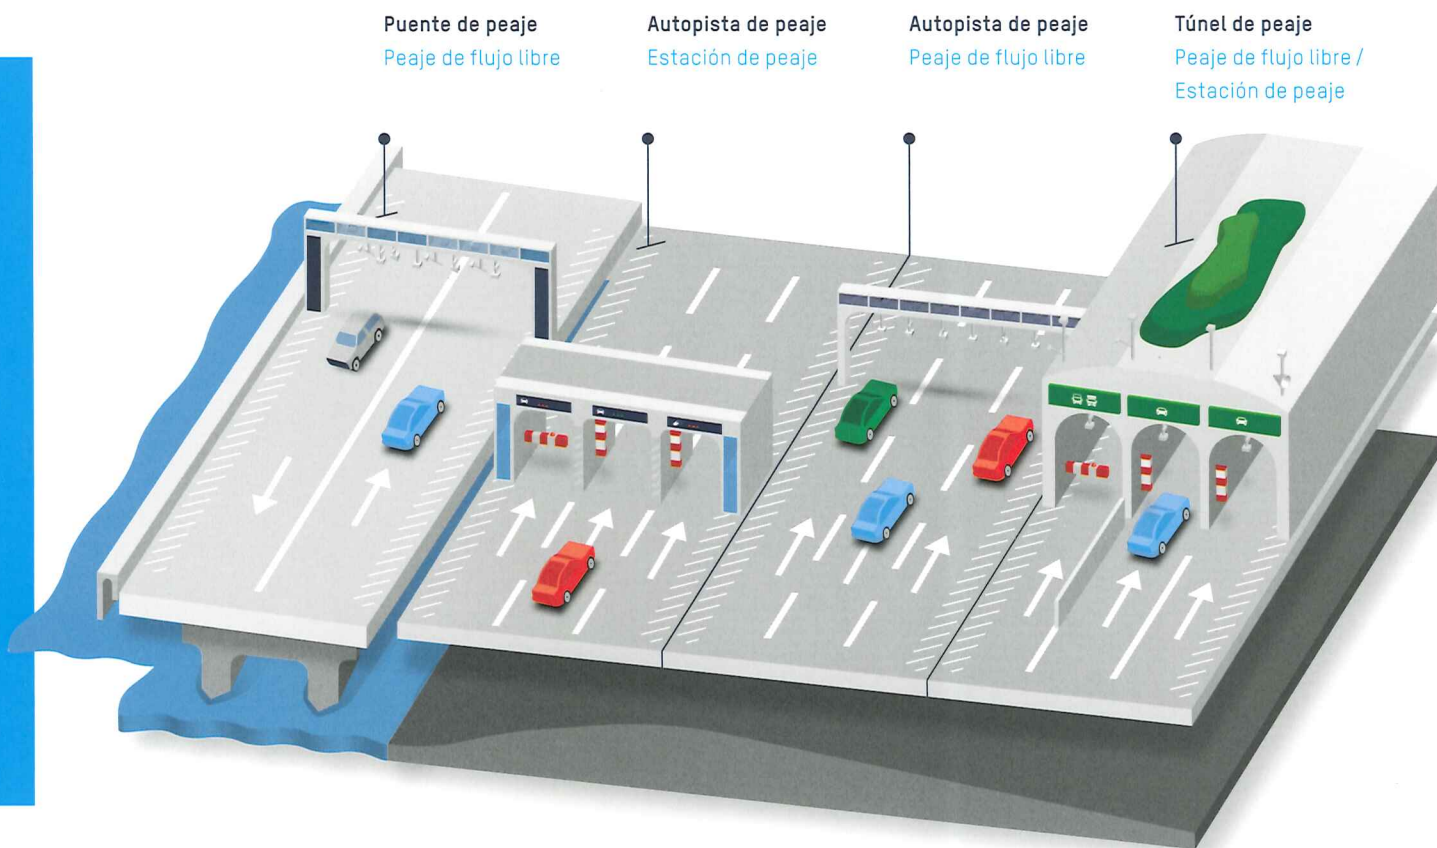 Puente de peaje
Peaje de flujo libre
Autopista de peaje
Estación de peaje
Autopista de peaje
Peaje de flujo libre
Túnel de peaje
Peaje de flujo libre /
Estación de peaje